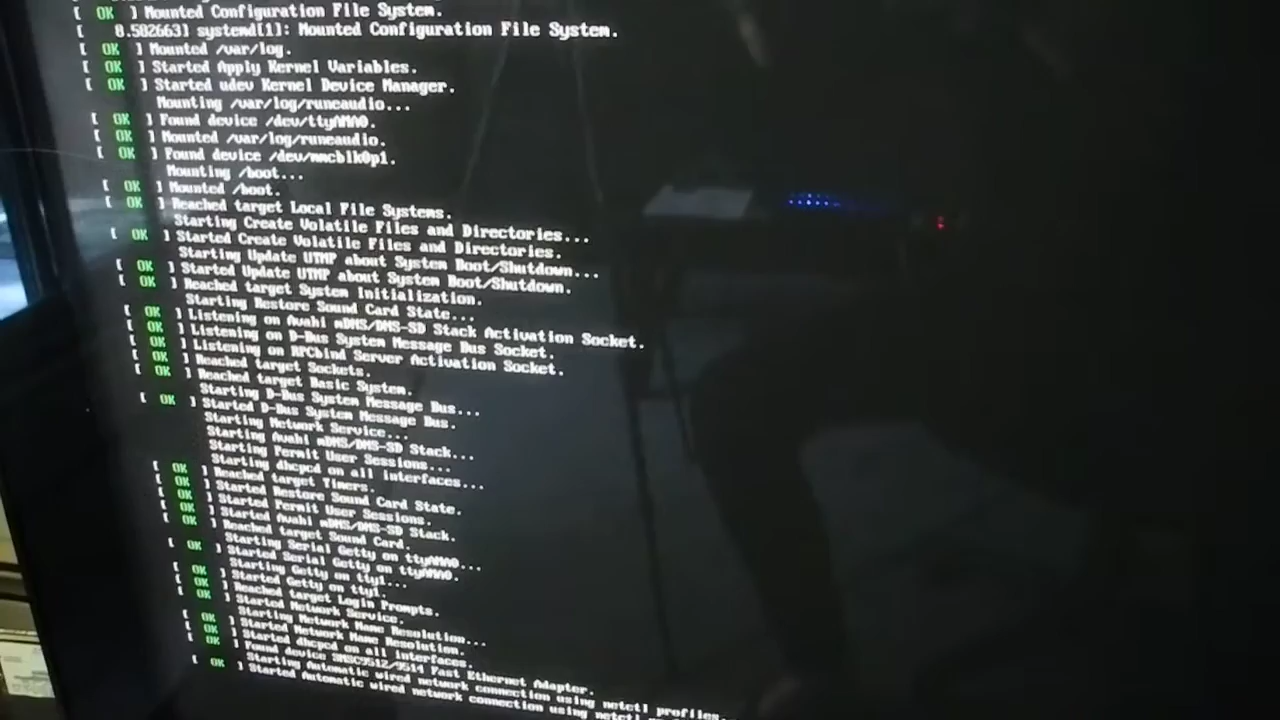 [ OK ] Mounted Configuration File System.
[ 8.582663] systemd[1]: Mounted Configuration File System.
[ OK ] Mounted /var/log.
[ OK ] Started Apply Kernel Variables.
[ OK ] Started udev Kernel Device Manager.
Mounting /var/log/runeaudio...
[ OK ] Found device /dev/ttyAMA0.
[ OK ] Mounted /var/log/runeaudio.
[ OK ] Found device /dev/mmcblk0p1.
Mounting /boot...
[ OK ] Mounted /boot.
[ OK ] Reached target Local File Systems.
Starting Create Volatile Files and Directories...
[ OK ] Started Create Volatile Files and Directories.
Starting Update UTMP about System Boot/Shutdown...
[ OK ] Started Update UTMP about System Boot/Shutdown.
[ OK ] Reached target System Initialization.
Starting Restore Sound Card State...
[ OK ] Listening on Avahi mDNS/DNS-SD Stack Activation Socket.
[ OK ] Listening on D-Bus System Message Bus Socket.
[ OK ] Listening on RPCbind Server Activation Socket.
[ OK ] Reached target Sockets.
[ OK ] Reached target Basic System.
Starting D-Bus System Message Bus...
[ OK ] Started D-Bus System Message Bus.
Starting Network Service...
Starting Avahi mDNS/DNS-SD Stack...
Starting Permit User Sessions...
Starting dhcpcd on all interfaces...
[ OK ] Reached target Timers.
[ OK ] Started Restore Sound Card State.
[ OK ] Started Permit User Sessions.
[ OK ] Started Avahi mDNS/DNS-SD Stack.
[ OK ] Reached target Sound Card.
Starting Serial Getty on ttyAMA0...
[ OK ] Started Serial Getty on ttyAMA0.
Starting Getty on tty1...
[ OK ] Started Getty on tty1.
[ OK ] Reached target Login Prompts.
[ OK ] Started Network Service.
Starting Network Name Resolution...
[ OK ] Started Network Name Resolution.
[ OK ] Started dhcpcd on all interfaces.
[ OK ] Found device SMSC9512/9514 Fast Ethernet Adapter.
Starting Automatic wired network connection using netctl profiles...
[ OK ] Started Automatic wired network connection using netctl